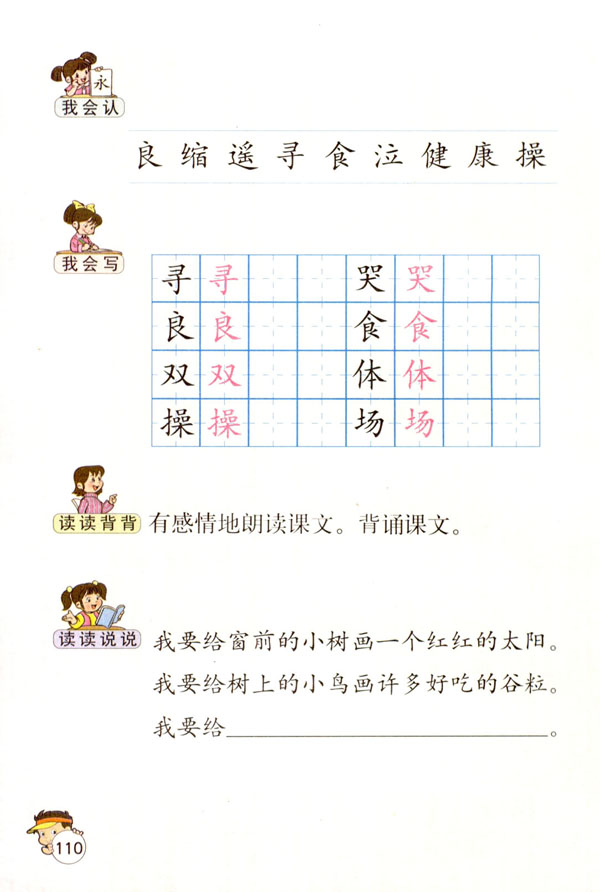 永
我会认
良 缩 遥 寻 食 泣 健 康 操
我会写
寻 寻 哭 哭
良 良 食 食
双 双 体 体
操 操 场 场
读读背背 有感情地朗读课文。背诵课文。
读读说说 我要给窗前的小树画一个红红的太阳。
我要给树上的小鸟画许多好吃的谷粒。
我要给____________________。
110